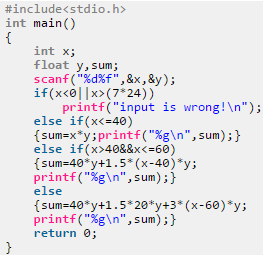 #include<stdio.h>
int main()
{
    int x;
    float y,sum;
    scanf("%d%f",&x,&y);
    if(x<0||x>(7*24))
        printf("input is wrong!\n");
    else if(x<=40)
    {sum=x*y;printf("%g\n",sum);}
    else if(x>40&&x<=60)
    {sum=40*y+1.5*(x-40)*y;
    printf("%g\n",sum);}
    else
    {sum=40*y+1.5*20*y+3*(x-60)*y;
    printf("%g\n",sum);}
    return 0;
}